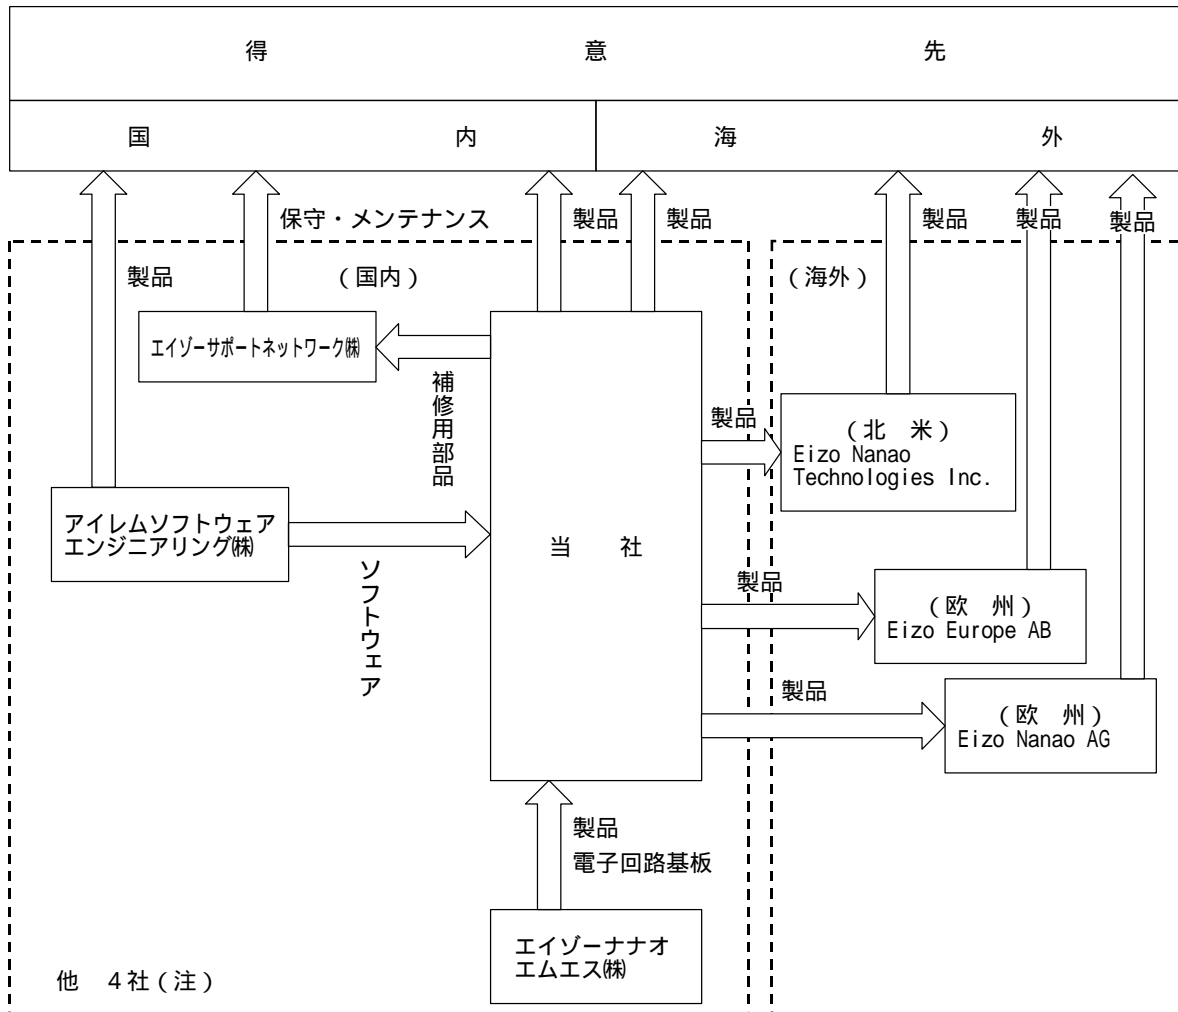 得意先
国内
海外
保守・メンテナンス
製品
製品
製品
製品
製品
製品
（国内）
（海外）
エイゾーサポートネットワーク㈱
補修用部品
製品
（北 米）
Eizo Nanao
Technologies Inc.
アイレムソフトウェア
エンジニアリング㈱
ソフトウェア
当 社
製品
（欧 州）
Eizo Europe AB
製品
（欧 州）
Eizo Nanao AG
製品
電子回路基板
エイゾーナナオ
エムエス㈱
他 ４社（注）